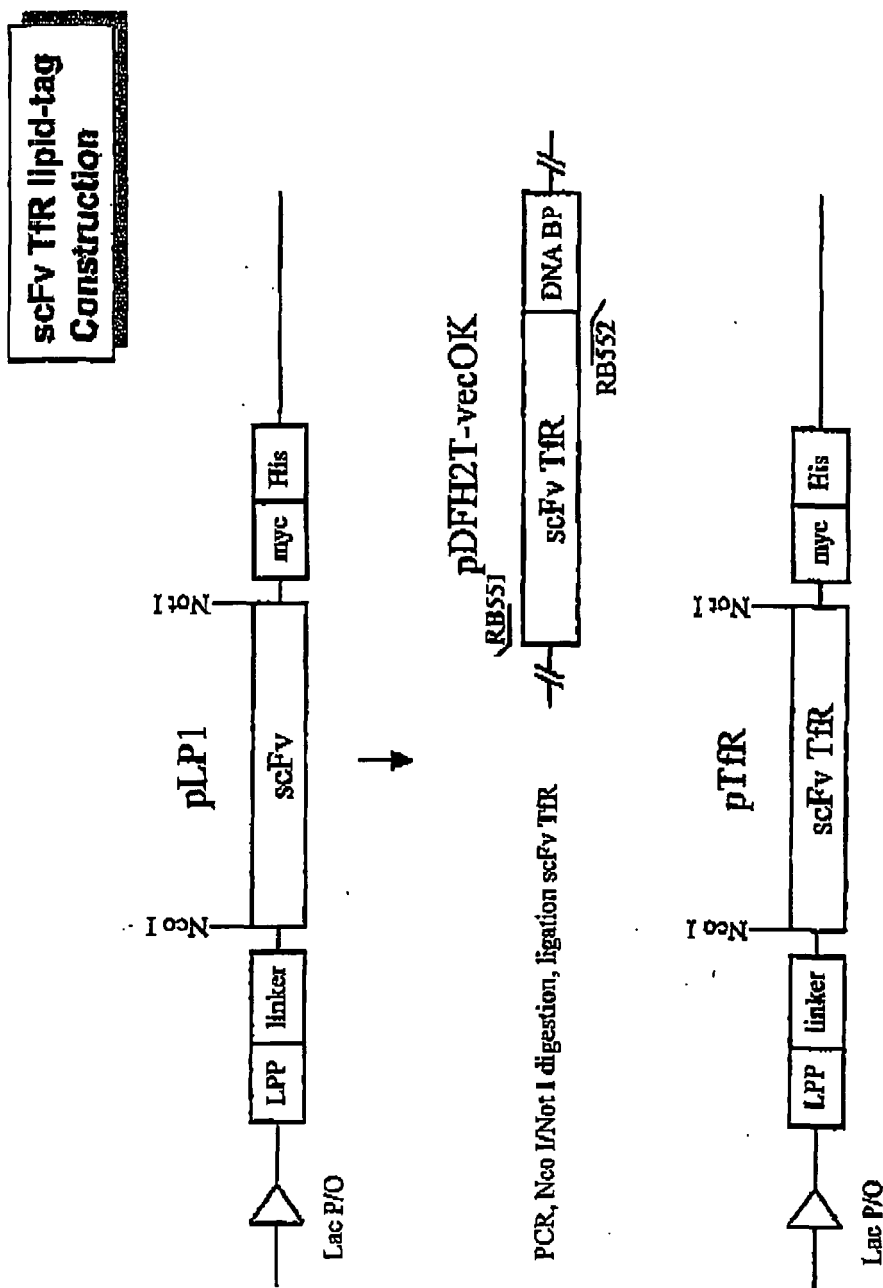 scFv TfR lipid-tag
Construction
pLP1
Nco I
Not I
LPP
linker
scFv
myc
His
Lac P/O
pDFH2T-vecOK
RB551
scFv TfR
DNA BP
RB552
PCR, Nco I/Not I digestion, ligation scFv TfR
pTfR
Nco I
Not I
LPP
linker
scFv TfR
myc
His
Lac P/O